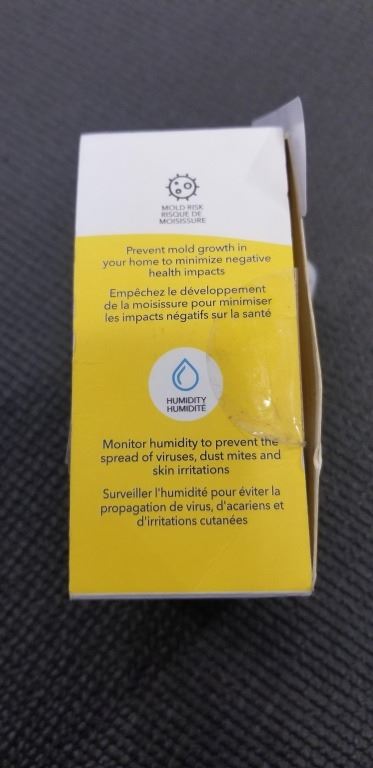 MOLD RISK
RISQUE DE
MOISISSURE
Prevent mold growth in
your home to minimize negative
health impacts
Empêchez le développement
de la moisissure pour minimiser
les impacts négatifs sur la santé
HUMIDITY
HUMIDITÉ
Monitor humidity to prevent the
spread of viruses, dust mites and
skin irritations
Surveiller l'humidité pour éviter la
propagation de virus, d'acariens et
d'irritations cutanées